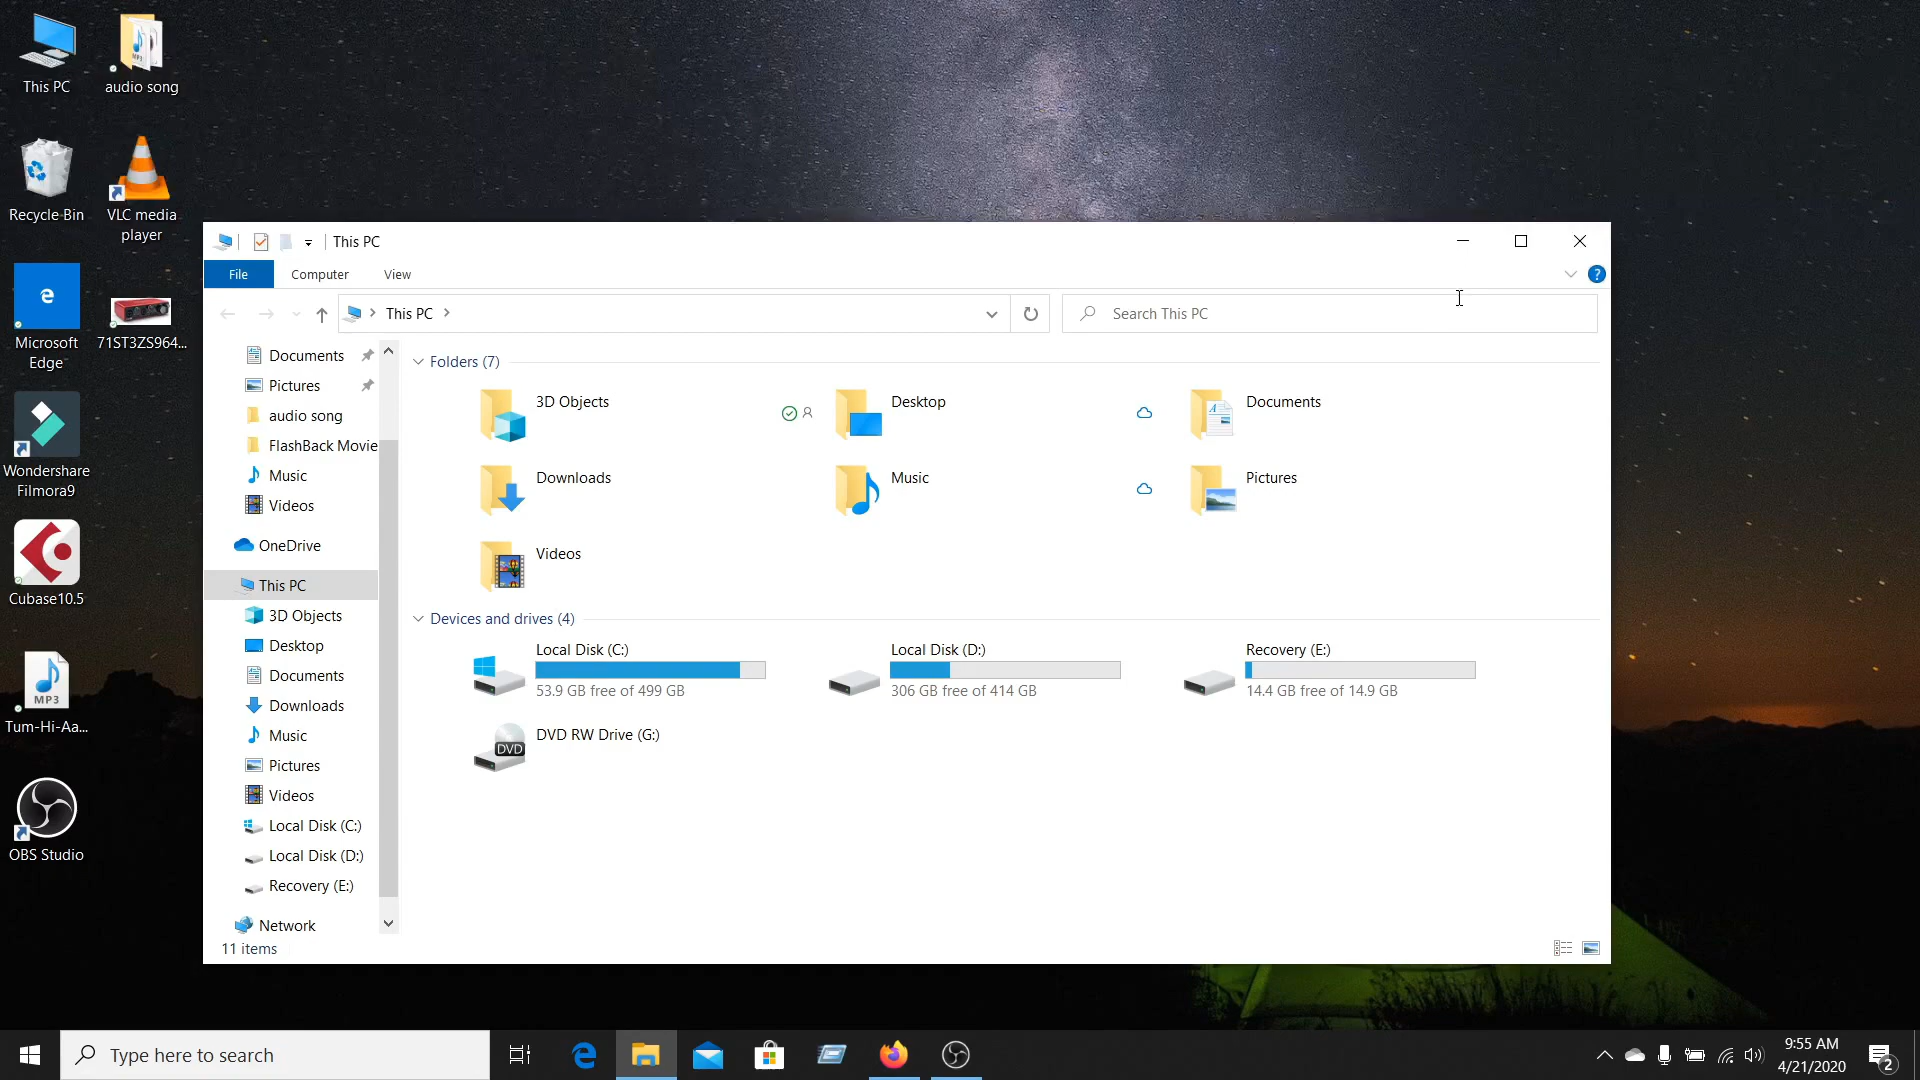 This PC
audio song
Recycle Bin
VLC media
player
Microsoft
Edge
71ST3ZS964...
Wondershare
Filmora9
Cubase10.5
MP3
Tum-Hi-Aa...
OBS Studio
This PC
File
Computer
View
This PC
Search This PC
Documents
Pictures
audio song
FlashBack Movie
Music
Videos
OneDrive
This PC
3D Objects
Desktop
Documents
Downloads
Music
Pictures
Videos
Local Disk (C:)
Local Disk (D:)
Recovery (E:)
Network
Folders (7)
3D Objects
Desktop
Documents
Downloads
Music
Pictures
Videos
Devices and drives (4)
Local Disk (C:)
53.9 GB free of 499 GB
Local Disk (D:)
306 GB free of 414 GB
Recovery (E:)
14.4 GB free of 14.9 GB
DVD
DVD RW Drive (G:)
11 items
Type here to search
9:55 AM
4/21/2020
2